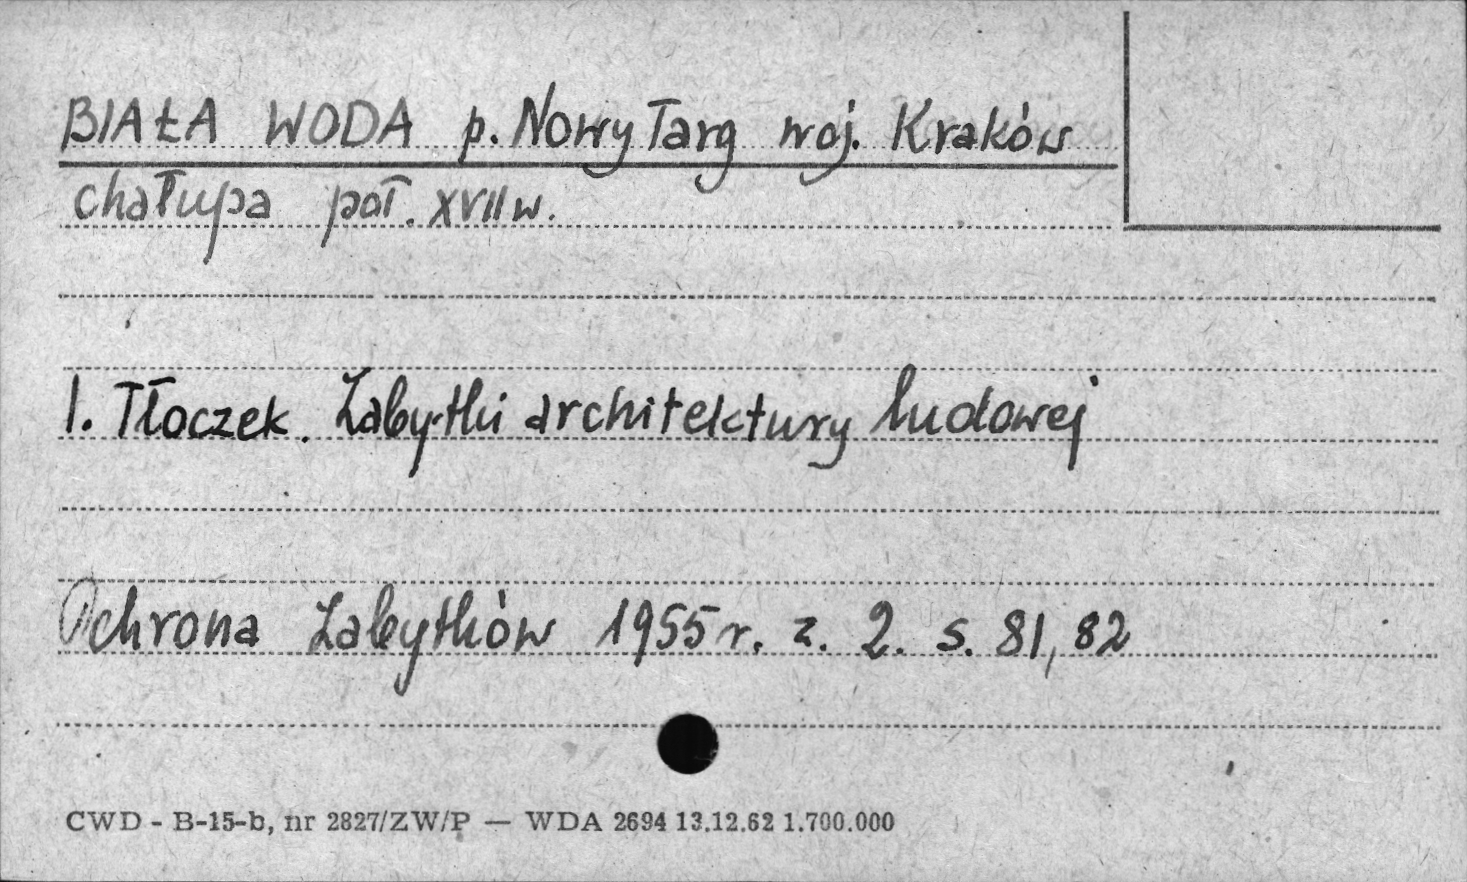 BIAŁA WODA p. Nowy Targ woj. Kraków
chałupa poł. XVII w.
I. Tłoczek. Zabytki architektury ludowej
Ochrona Zabytków 1955 r. z. 2. s. 81, 82
CWD - B-15-b, nr 2827/ZW/P — WDA 2694 13.12.62 1.700.000